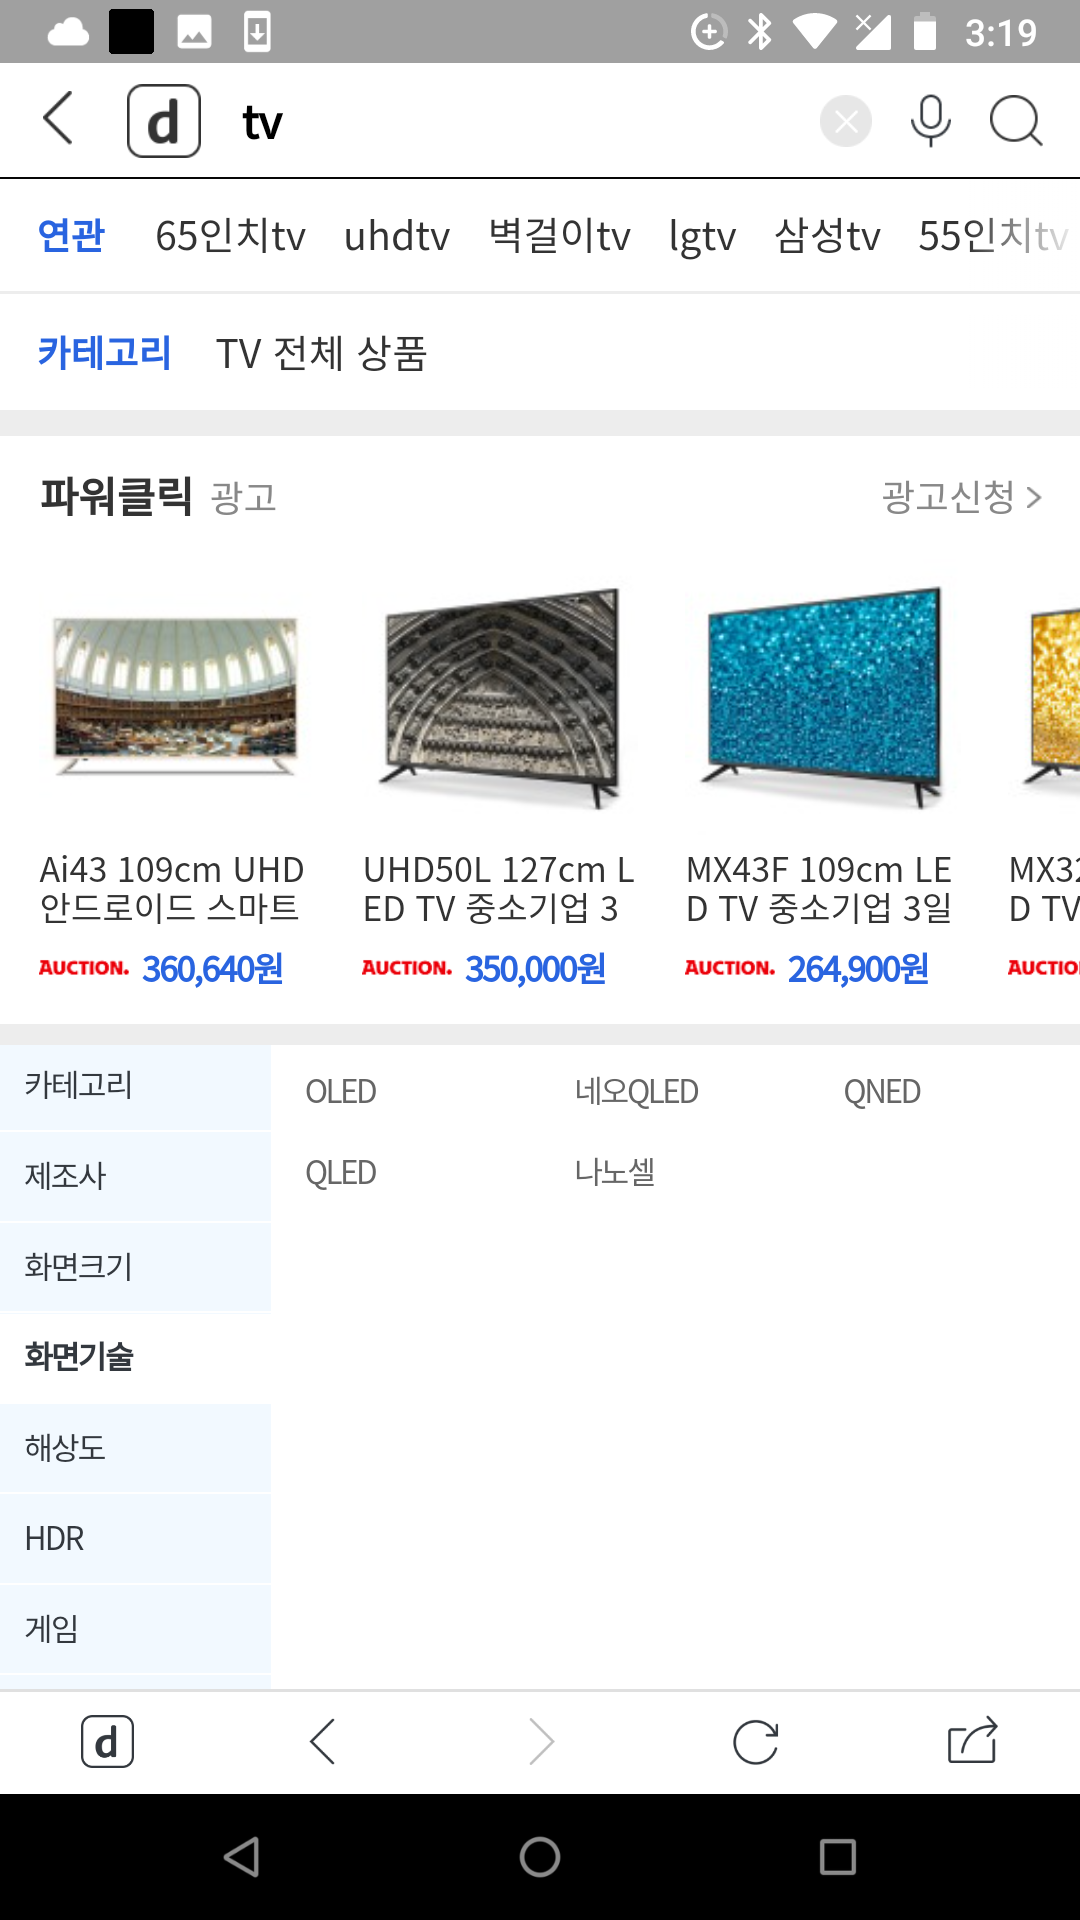 3:19
d tv
연관 65인치tv uhdtv 벽걸이tv lgtv 삼성tv 55인치tv
카테고리 TV 전체 상품
파워클릭 광고 광고신청 >
Ai43 109cm UHD
안드로이드 스마트
AUCTION. 360,640원
UHD50L 127cm L
ED TV 중소기업 3
AUCTION. 350,000원
MX43F 109cm LE
D TV 중소기업 3일
AUCTION. 264,900원
MX32
D TV
AUCTIO
카테고리
제조사
화면크기
화면기술
해상도
HDR
게임
OLED 네오QLED QNED
QLED 나노셀
d